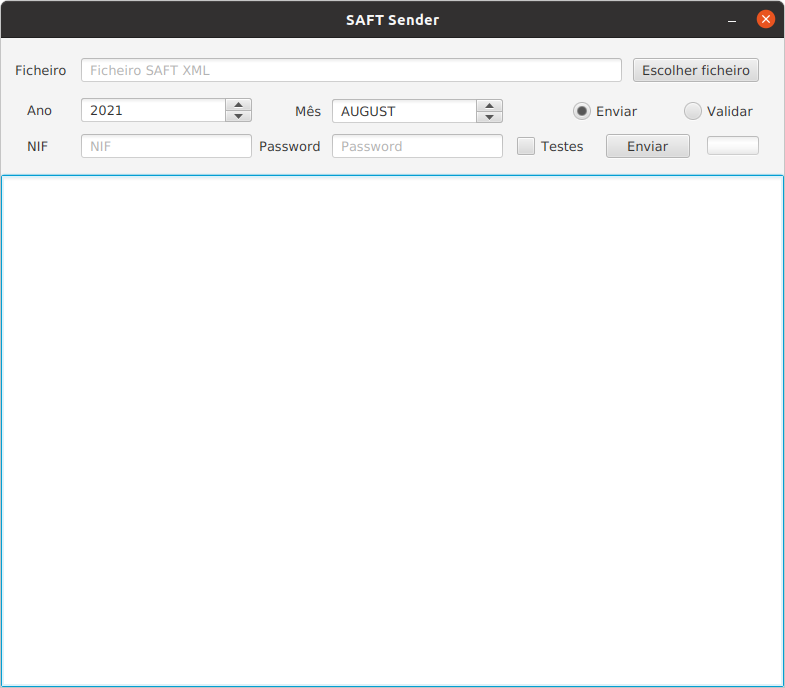 SAFT Sender
Ficheiro Ficheiro SAFT XML Escolher ficheiro
Ano 2021 Mês AUGUST Enviar Validar
NIF NIF Password Password Testes Enviar